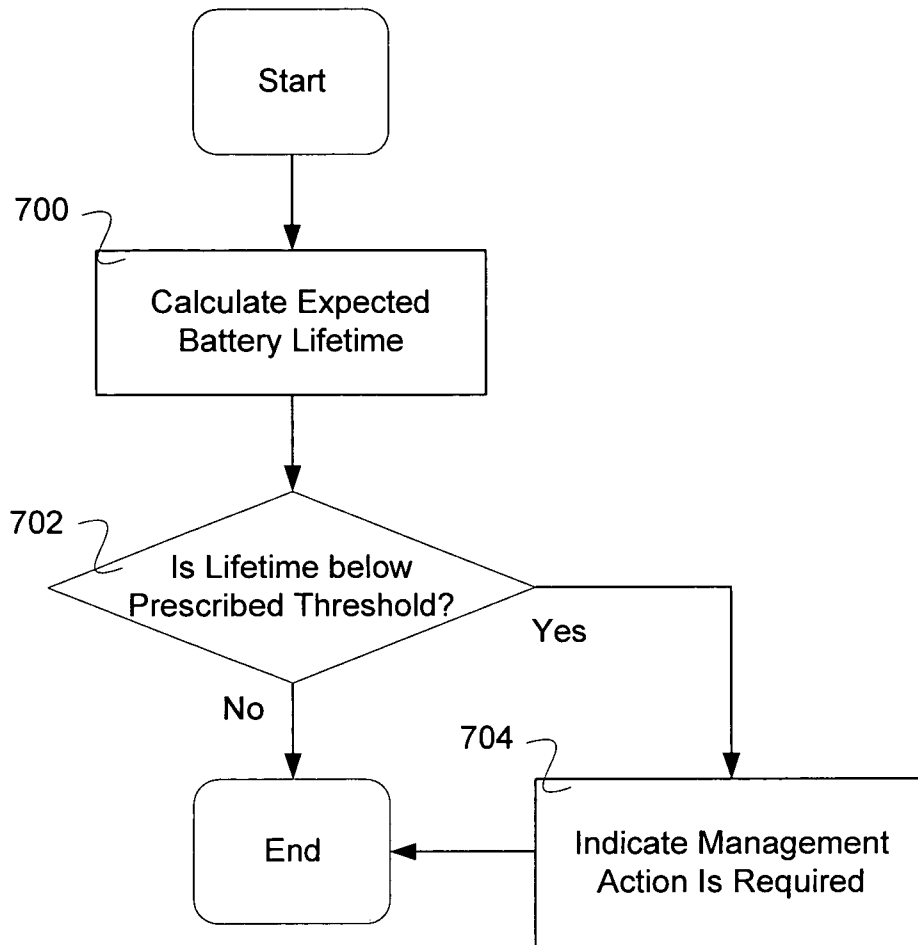 Start
700
Calculate Expected
Battery Lifetime
702
Is Lifetime below
Prescribed Threshold?
Yes
No
704
End
Indicate Management
Action Is Required